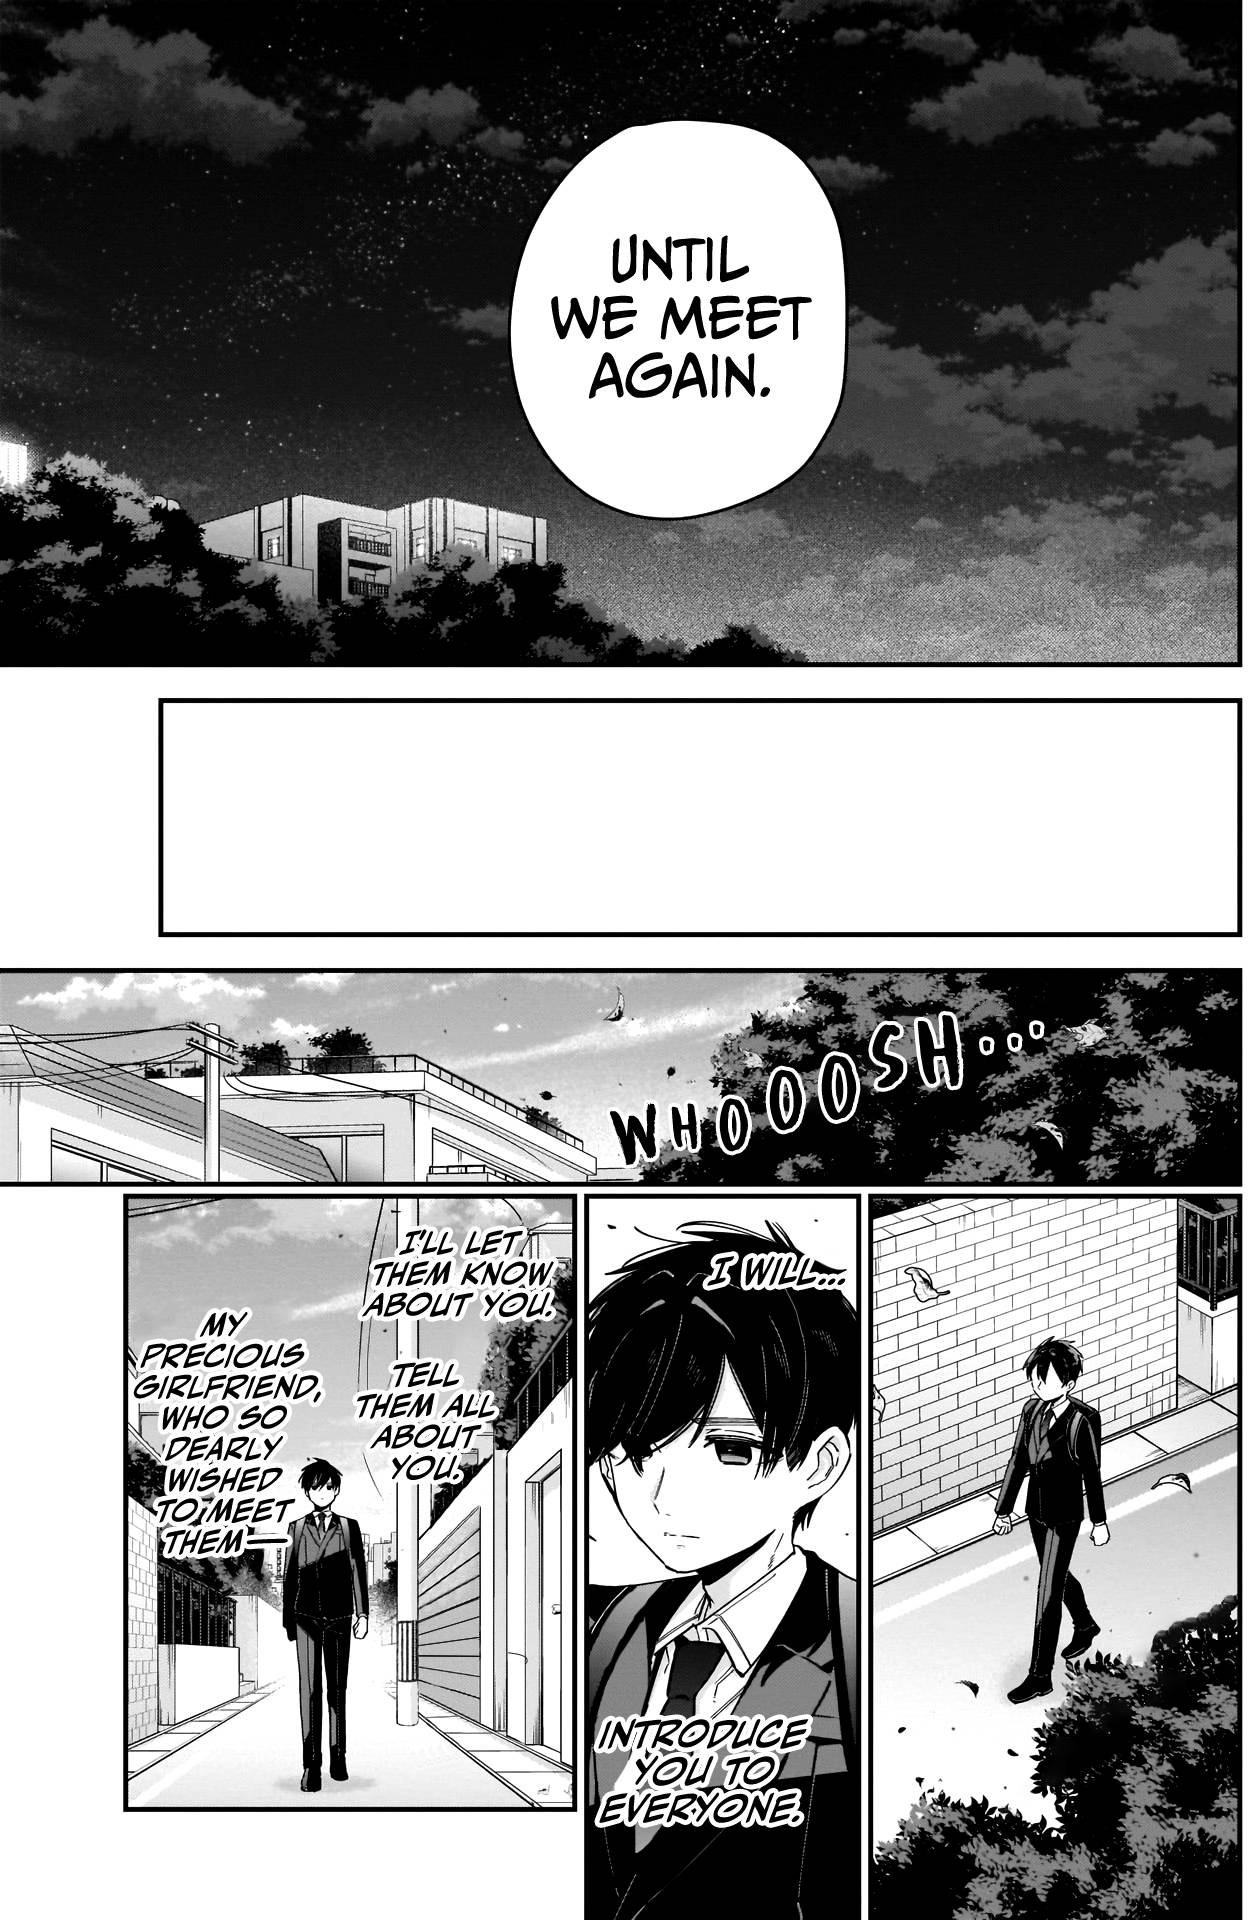 UNTIL
WE MEET
AGAIN.
WHOOOOSH...
I WILL...
INTRODUCE
YOU TO
EVERYONE.
I'LL LET
THEM KNOW
ABOUT YOU.
TELL
THEM ALL
ABOUT
YOU.
MY
PRECIOUS
GIRLFRIEND,
WHO SO
DEARLY
WISHED
TO MEET
THEM—